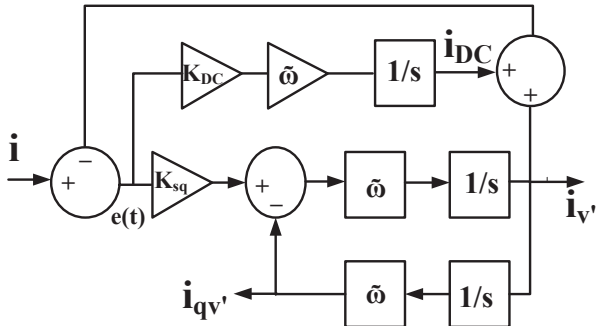 K_DC
ω̃
1/s
i_DC
+
+
−
i
+
K_sq
e(t)
+
−
ω̃
1/s
i_v'
i_qv'
ω̃
1/s